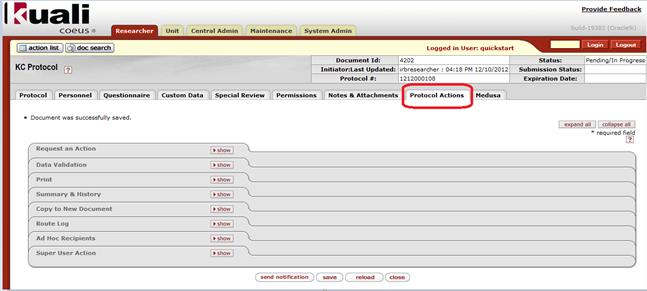 Kuali
coeus
Provide Feedback
build-19382 (Oracle9i)
Researcher Unit Central Admin Maintenance System Admin
action list doc search
Logged in User: quickstart
Login Logout
KC Protocol ?
Document Id: 4202 Status: Pending/In Progress
Initiator/Last Updated: irbresearcher : 04:18 PM 12/10/2012 Submission Status:
Protocol #: 1212000108 Expiration Date:
Protocol Personnel Questionnaire Custom Data Special Review Permissions Notes & Attachments Protocol Actions Medusa
Document was successfully saved.
expand all collapse all
* required field
?
Request an Action show
Data Validation show
Print show
Summary & History show
Copy to New Document show
Route Log show
Ad Hoc Recipients show
Super User Action show
send notification save reload close